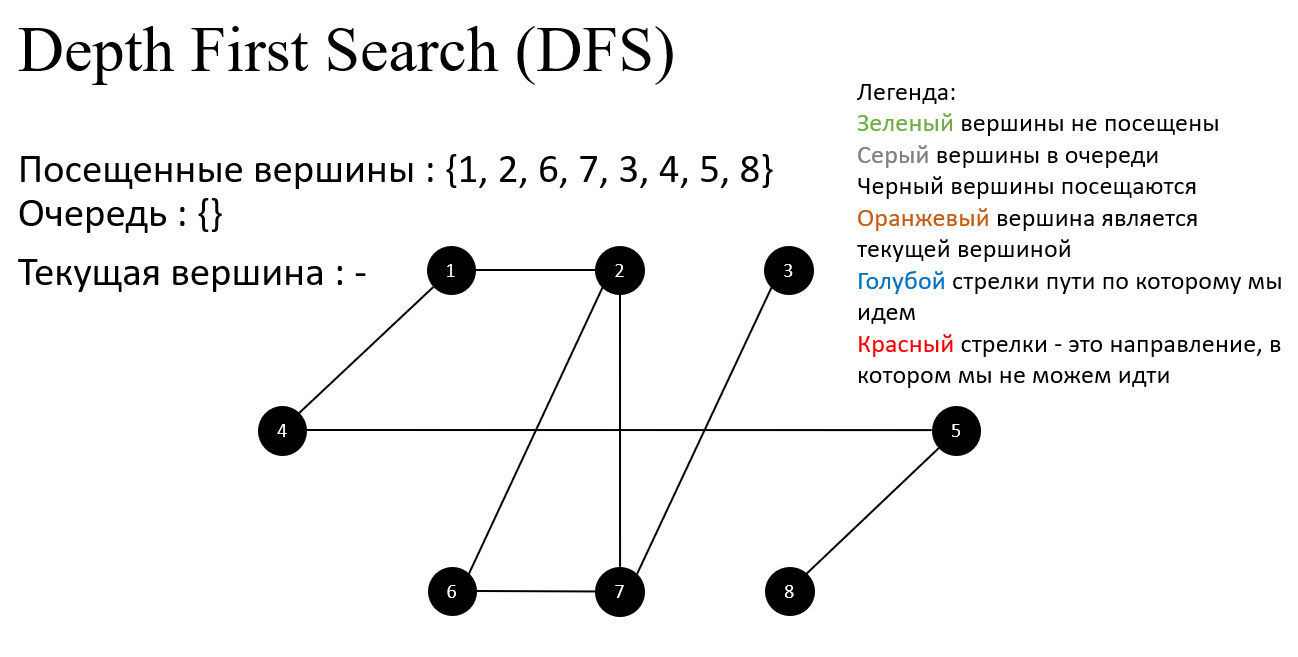 Depth First Search (DFS)
Легенда:
Зеленый вершины не посещены
Серый вершины в очереди
Черный вершины посещаются
Оранжевый вершина является
текущей вершиной
Голубой стрелки пути по которому мы
идем
Красный стрелки - это направление, в
котором мы не можем идти
Посещенные вершины : {1, 2, 6, 7, 3, 4, 5, 8}
Очередь : {}
Текущая вершина : -
1
2
3
4
5
6
7
8